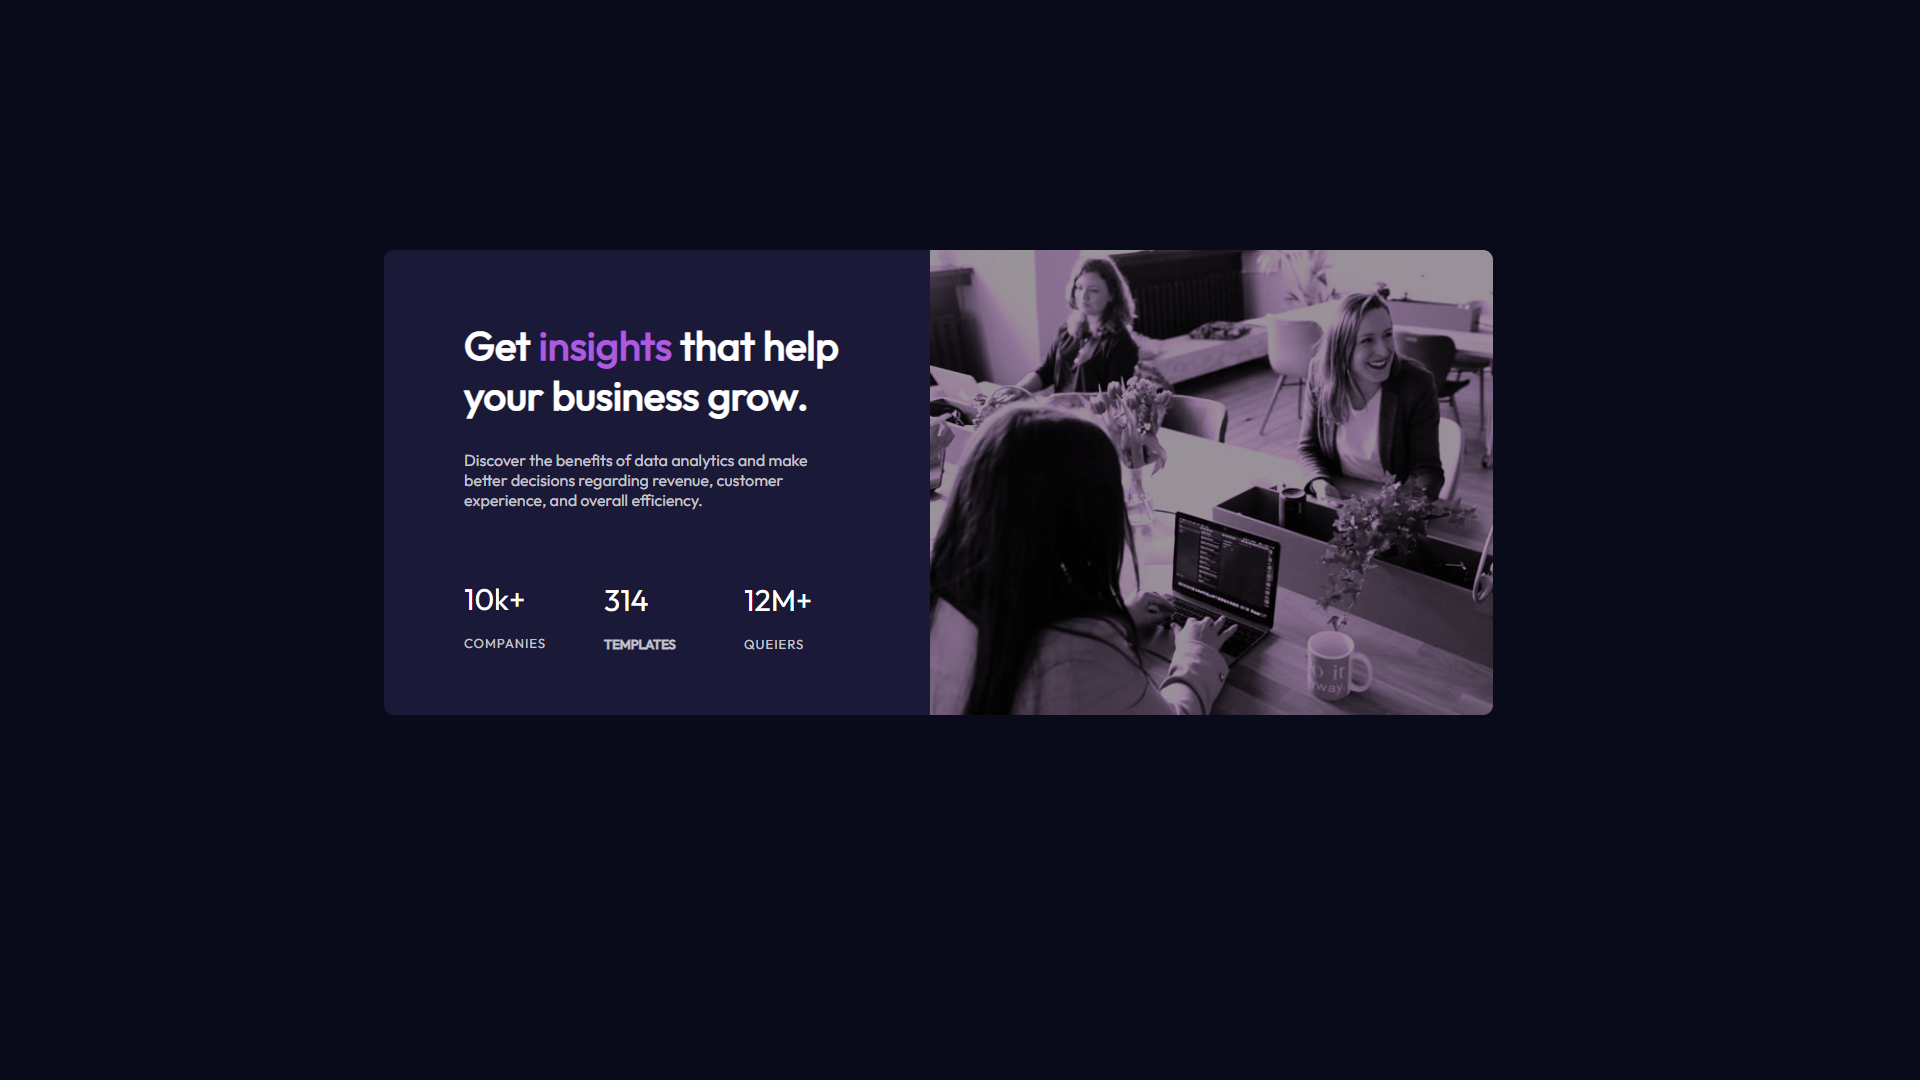 Get insights that help
your business grow.
Discover the benefits of data analytics and make
better decisions regarding revenue, customer
experience, and overall efficiency.
10k+ 314 12M+
COMPANIES TEMPLATES QUEIERS